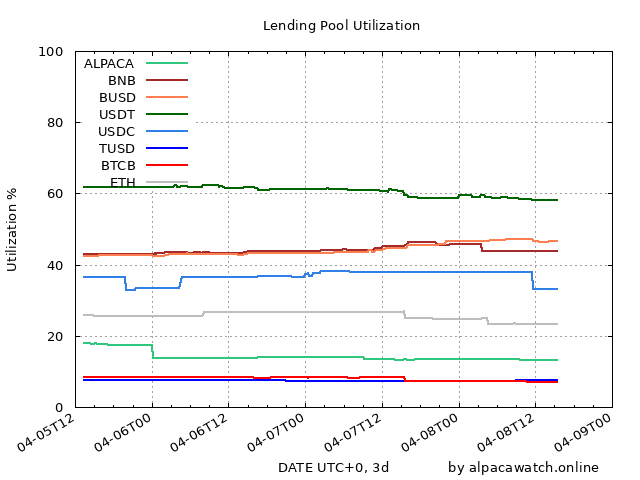 Lending Pool Utilization
100
80
60
40
20
0
Utilization %
ALPACA
BNB
BUSD
USDT
USDC
TUSD
BTCB
ETH
04-05T12
04-06T00
04-06T12
04-07T00
04-07T12
04-08T00
04-08T12
04-09T00
DATE UTC+0, 3d
by alpacawatch.online